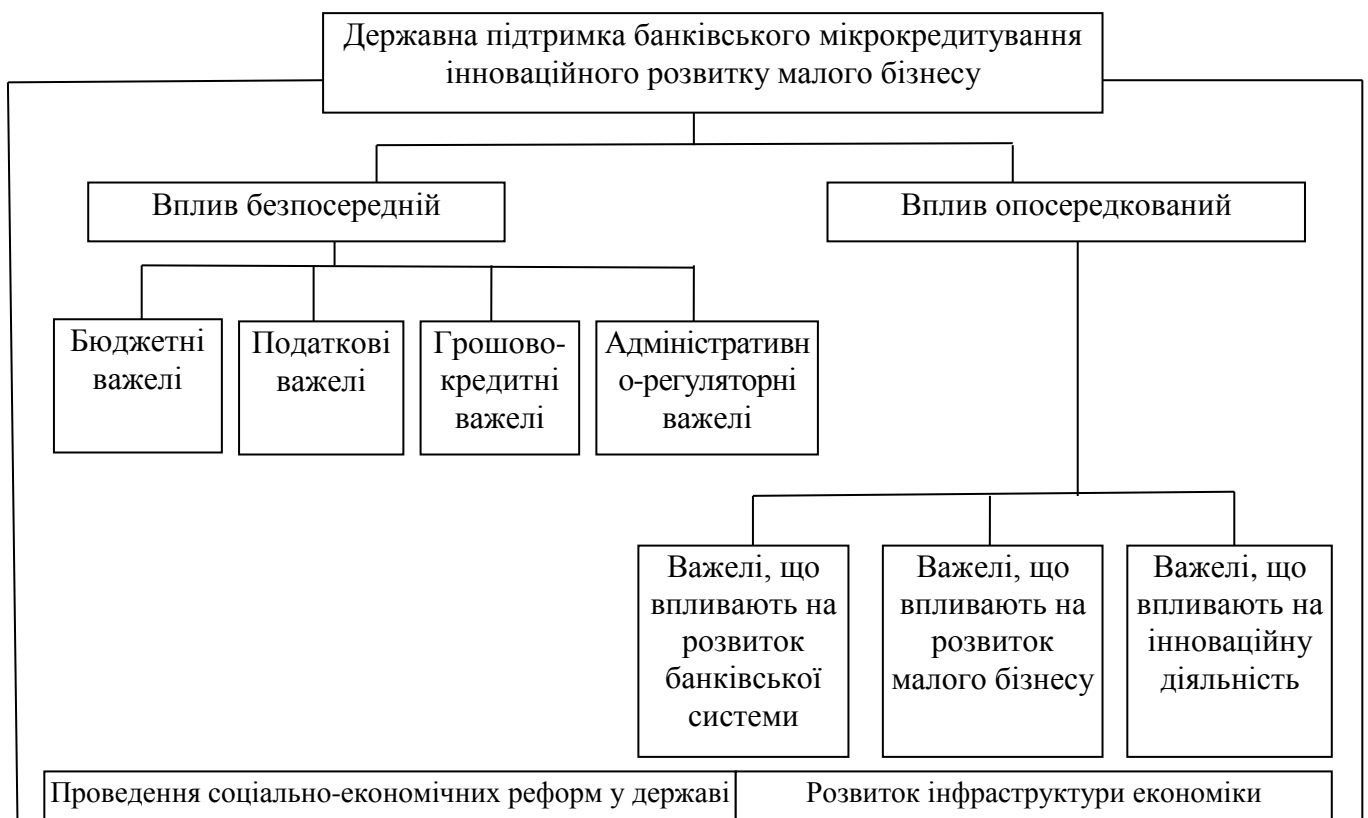 Державна підтримка банківського мікрокредитування
інноваційного розвитку малого бізнесу
Вплив безпосередній
Вплив опосередкований
Бюджетні
важелі
Податкові
важелі
Грошово-
кредитні
важелі
Адміністративн
о-регуляторні
важелі
Важелі, що
впливають на
розвиток
банківської
системи
Важелі, що
впливають на
розвиток
малого бізнесу
Важелі, що
впливають на
інноваційну
діяльність
Проведення соціально-економічних реформ у державі
Розвиток інфраструктури економіки